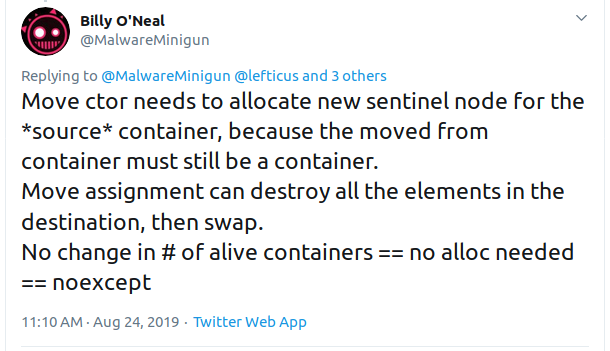 Billy O'Neal
@MalwareMinigun
Replying to @MalwareMinigun @lefticus and 3 others
Move ctor needs to allocate new sentinel node for the
*source* container, because the moved from
container must still be a container.
Move assignment can destroy all the elements in the
destination, then swap.
No change in # of alive containers == no alloc needed
== noexcept
11:10 AM · Aug 24, 2019 · Twitter Web App